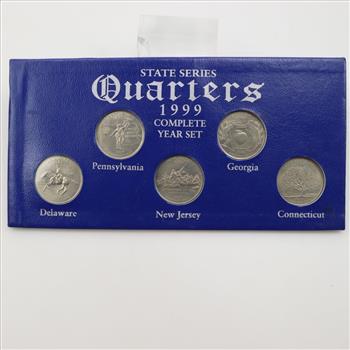 STATE SERIES
Quarters
1999
COMPLETE
YEAR SET
Pennsylvania
Georgia
Delaware
New Jersey
Connecticut